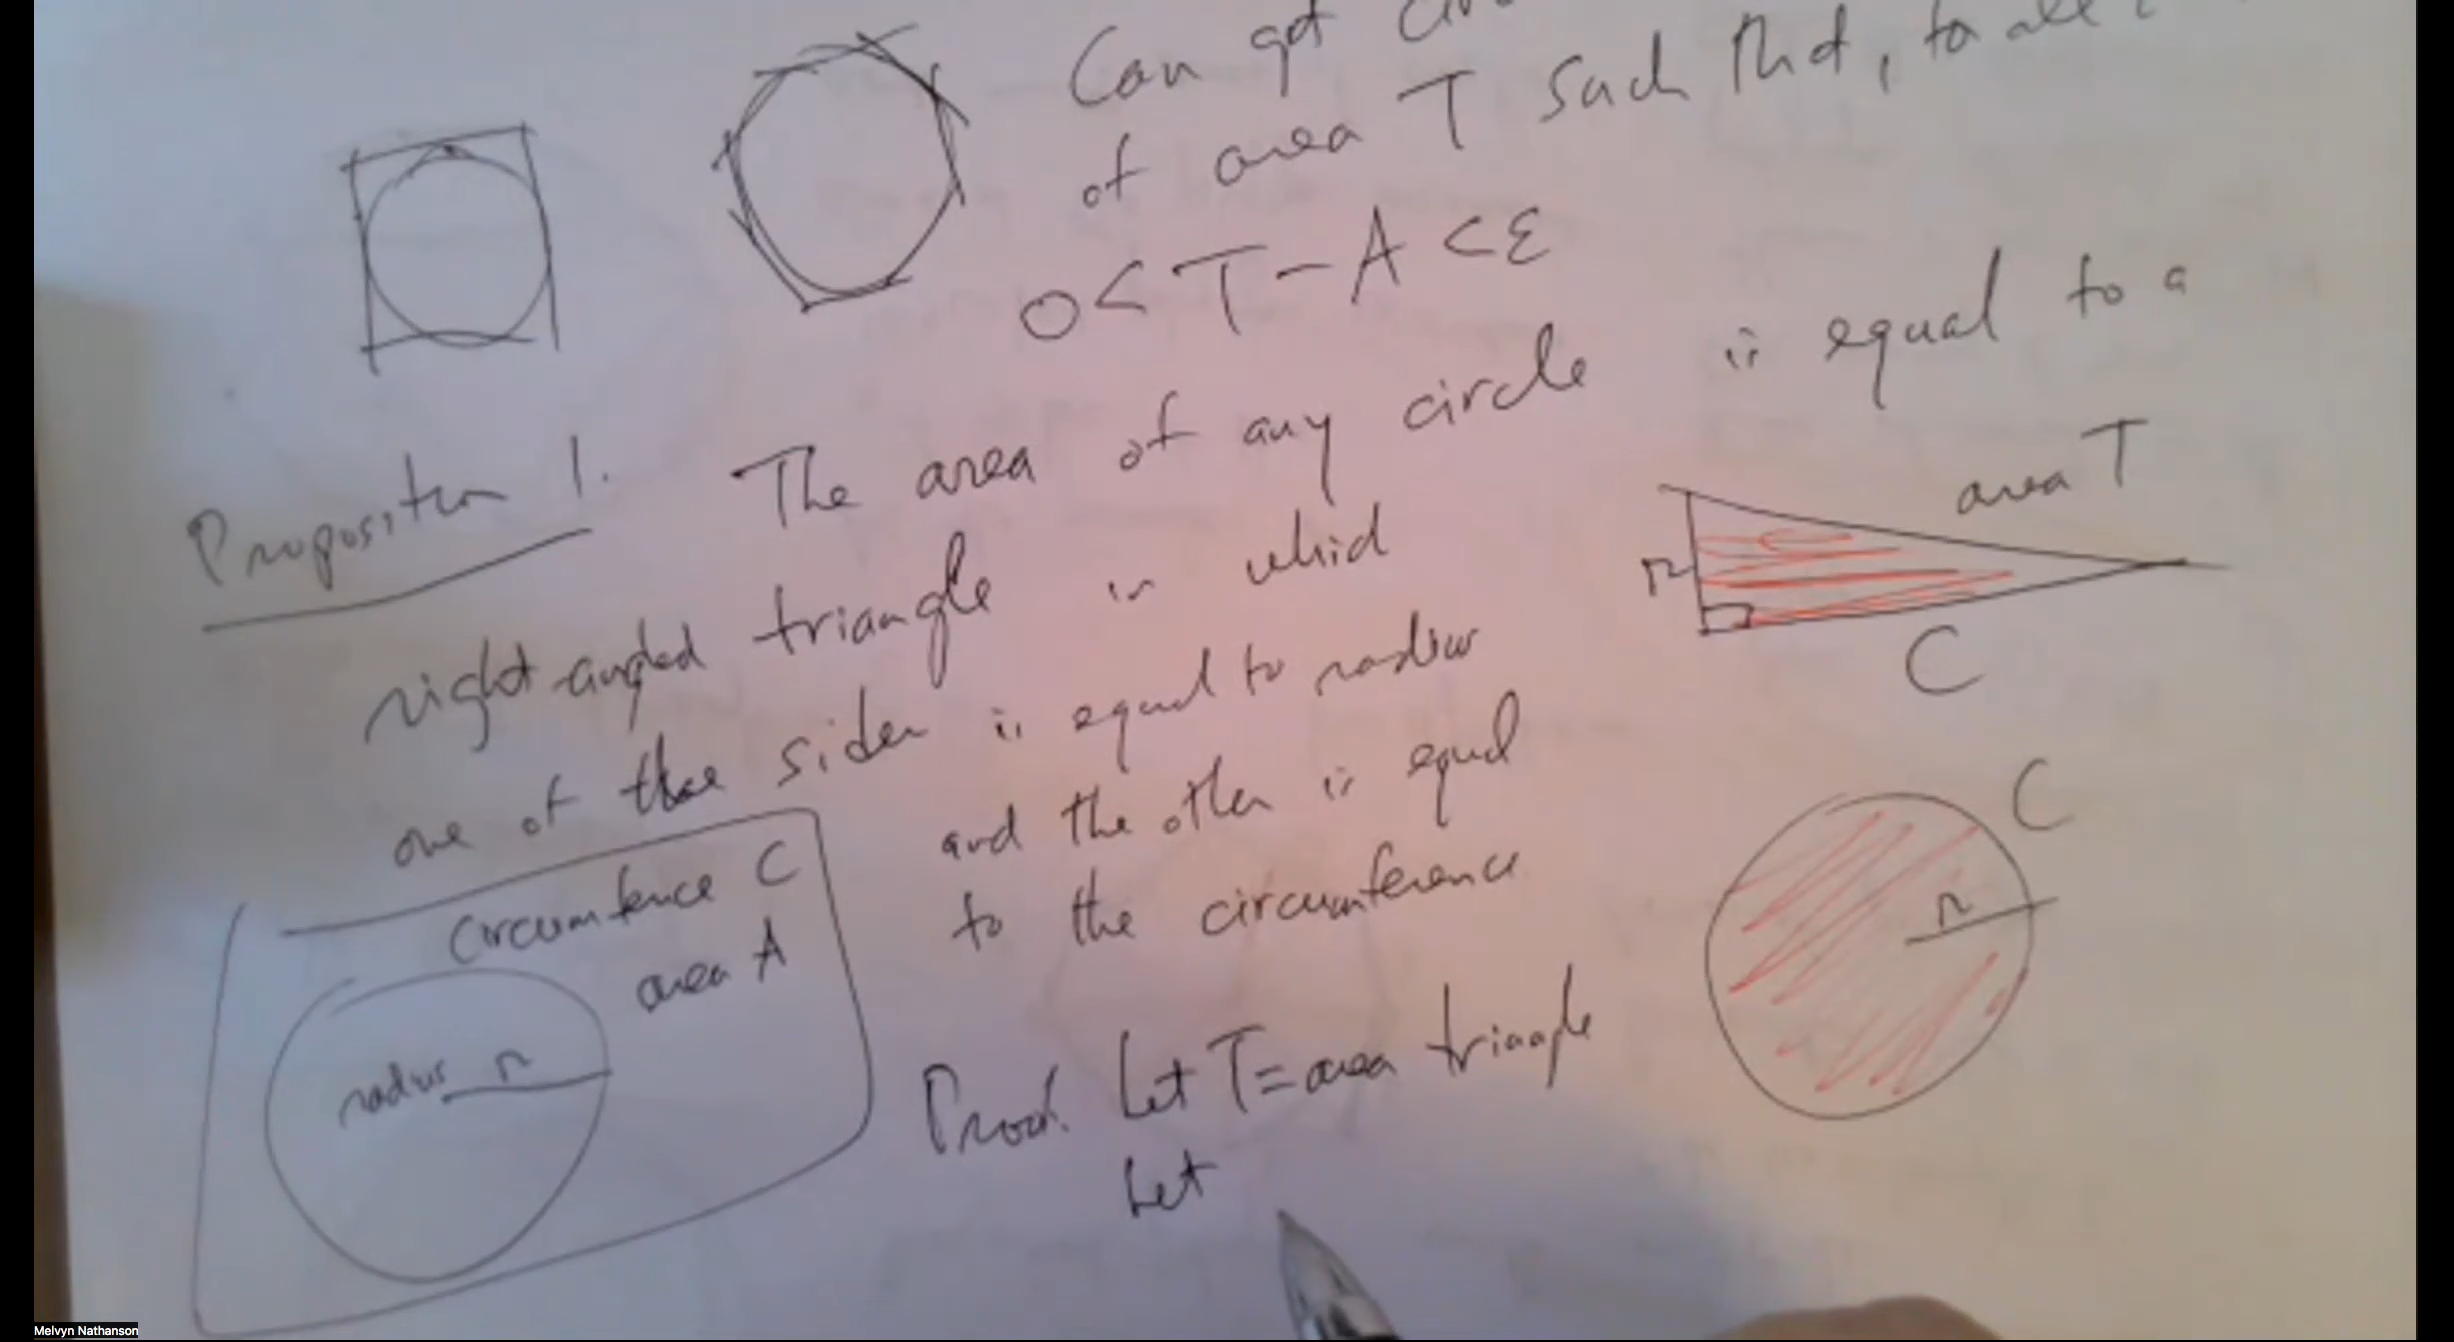 Can get
of area T such that, to all
0 < T - A < ε
Proposition 1. The area of any circle is equal to a
right-angled triangle in which
one of the sides is equal to radius
and the other is equal
to the circumference
area T
r
C
C
r
Circumference C
area A
radius r
Proof. Let T = area triangle
Let
Melvyn Nathanson